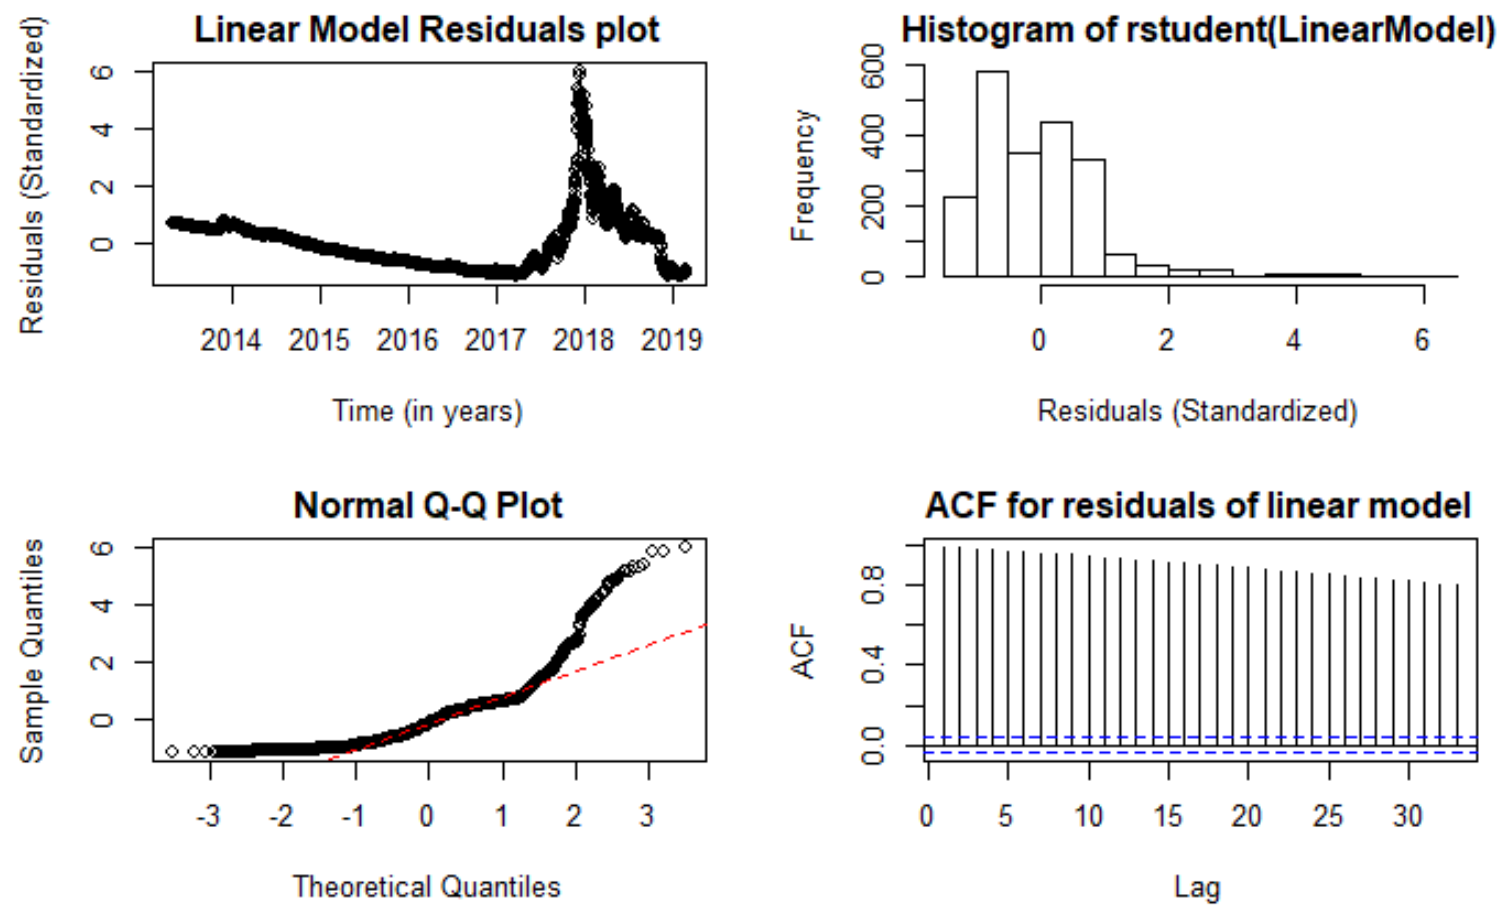 Linear Model Residuals plot
Residuals (Standardized)
6
4
2
0
2014 2015 2016 2017 2018 2019
Time (in years)
Histogram of rstudent(LinearModel)
Frequency
600
400
200
0
0 2 4 6
Residuals (Standardized)
Normal Q-Q Plot
Sample Quantiles
6
4
2
0
-3 -2 -1 0 1 2 3
Theoretical Quantiles
ACF for residuals of linear model
ACF
0.8
0.4
0.0
0 5 10 15 20 25 30
Lag